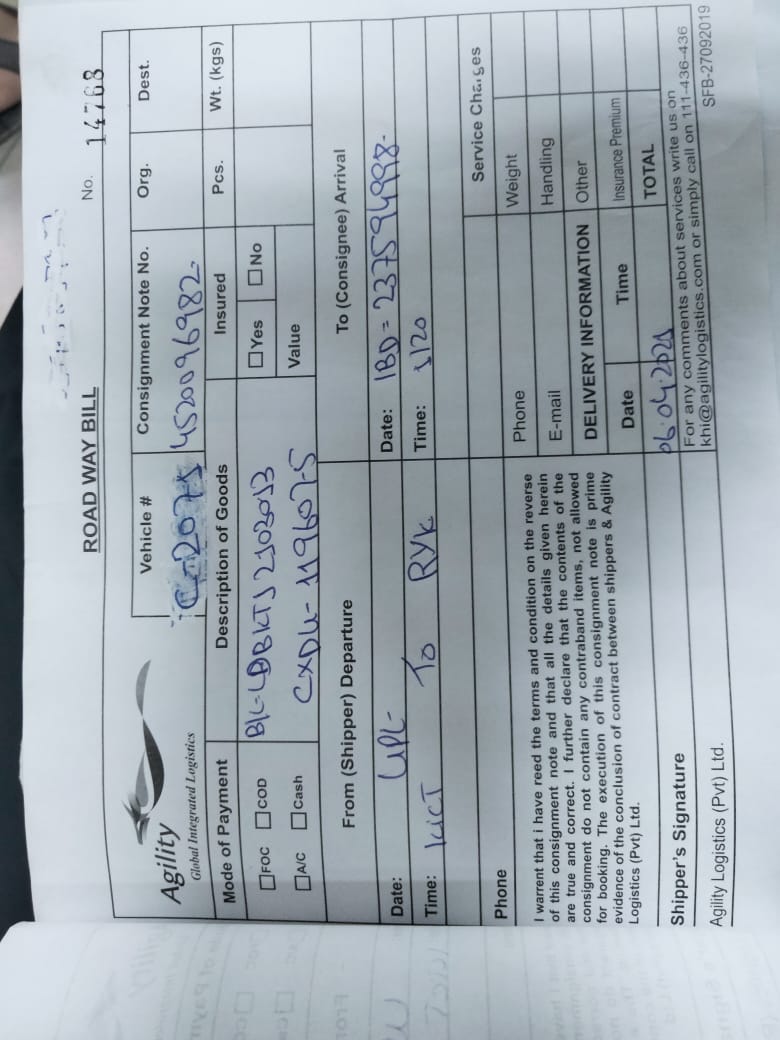 ROAD WAY BILL
No. 14768
Agility
Global Integrated Logistics
Vehicle #
Consignment Note No.
Org.
Dest.
C-2075
4520096982-
Mode of Payment
Description of Goods
Insured
Pcs.
Wt. (kgs)
FOC
COD
B/L-LDBKTJ2103013
Yes
No
A/C
Cash
CXDU-119607-5
Value
From (Shipper) Departure
To (Consignee) Arrival
Date: UPL-
Date: IBD = 237594998-
Time: KICT To RYK
Time: 1/20
Service Charges
Phone
Phone
Weight
I warrent that i have reed the terms and condition on the reverse
of this consignment note and that all the details given herein
are true and correct. I further declare that the contents of the
consignment do not contain any contraband items, not allowed
for booking. The execution of this consignment note is prime
evidence of the conclusion of contract between shippers & Agility
Logistics (Pvt) Ltd.
E-mail
Handling
DELIVERY INFORMATION
Other
Date
Time
Insurance Premium
06.04.2021
TOTAL
Shipper's Signature
For any comments about services write us on
khi@agilitylogistics.com or simply call on 111-436-436
Agility Logistics (Pvt) Ltd.
SFB-27092019